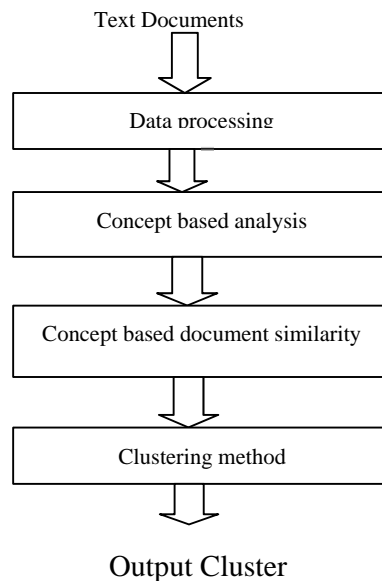 Text Documents
Data processing
Concept based analysis
Concept based document similarity
Clustering method
Output Cluster